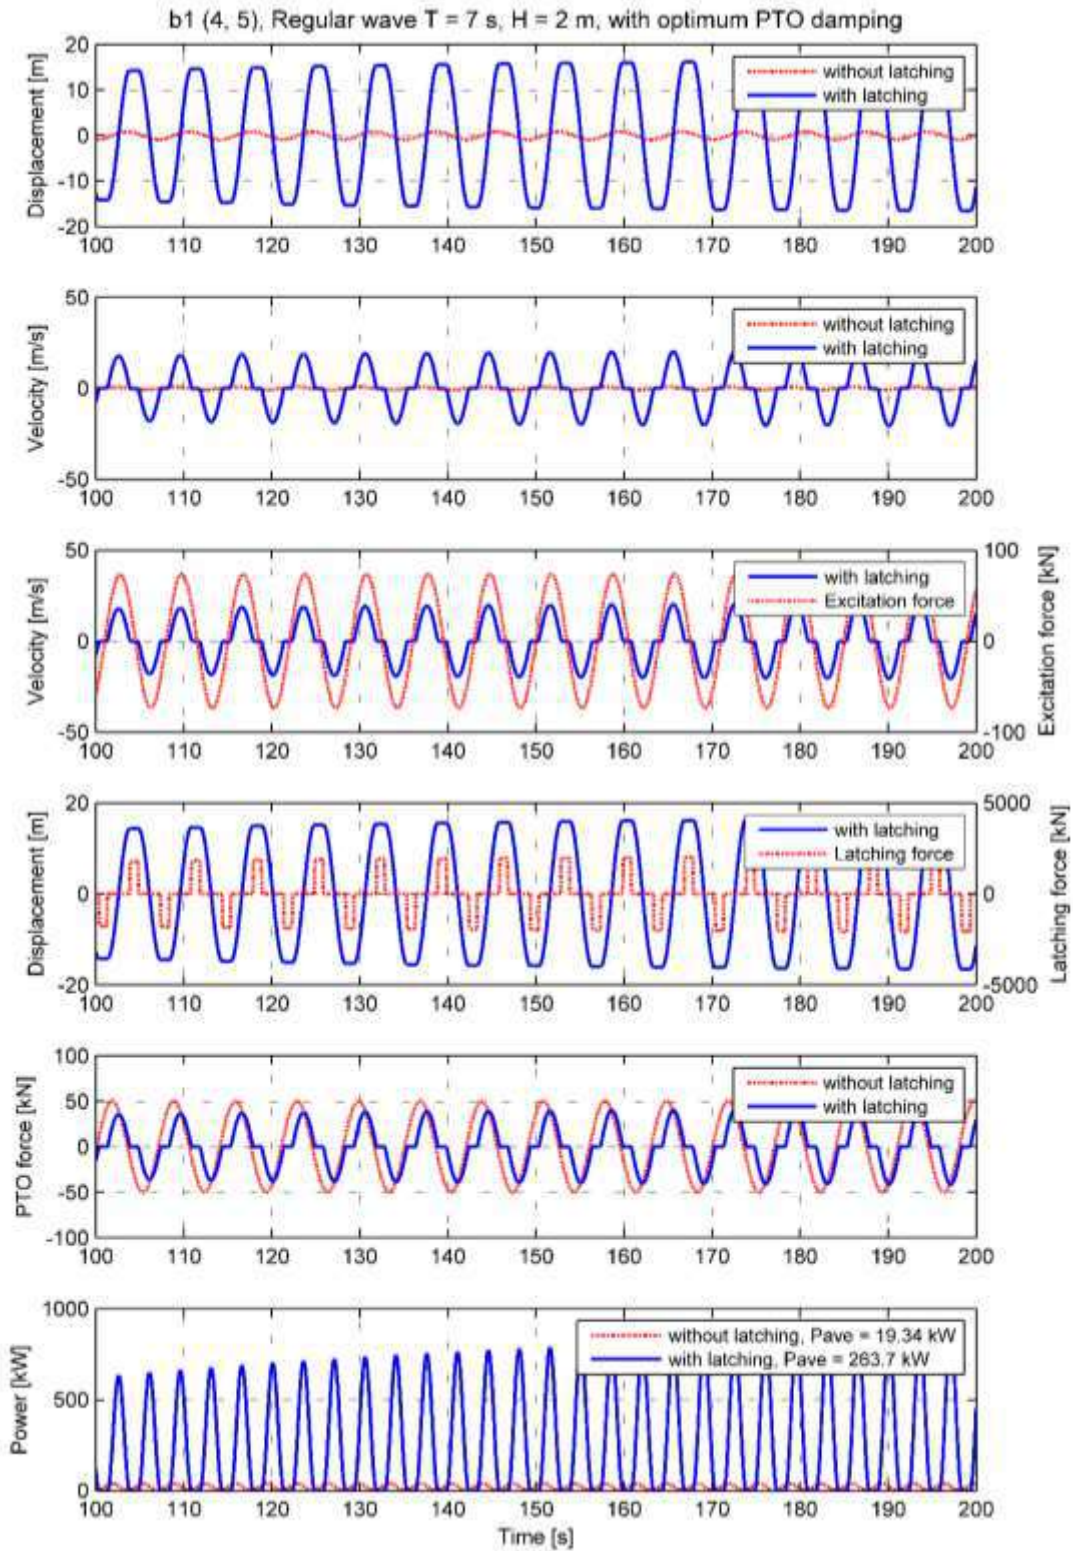 b1 (4, 5), Regular wave T = 7 s, H = 2 m, with optimum PTO damping
Displacement [m]
20
10
0
-10
-20
without latching
with latching
100 110 120 130 140 150 160 170 180 190 200
Velocity [m/s]
50
0
-50
without latching
with latching
100 110 120 130 140 150 160 170 180 190 200
Velocity [m/s]
50
0
-50
with latching
Excitation force
100
0
-100
Excitation force [kN]
100 110 120 130 140 150 160 170 180 190 200
Displacement [m]
20
10
0
-10
-20
with latching
Latching force
5000
0
-5000
Latching force [kN]
100 110 120 130 140 150 160 170 180 190 200
PTO force [kN]
100
50
0
-50
-100
without latching
with latching
100 110 120 130 140 150 160 170 180 190 200
Power [kW]
1000
500
0
without latching, Pave = 19.34 kW
with latching, Pave = 263.7 kW
100 110 120 130 140 150 160 170 180 190 200
Time [s]